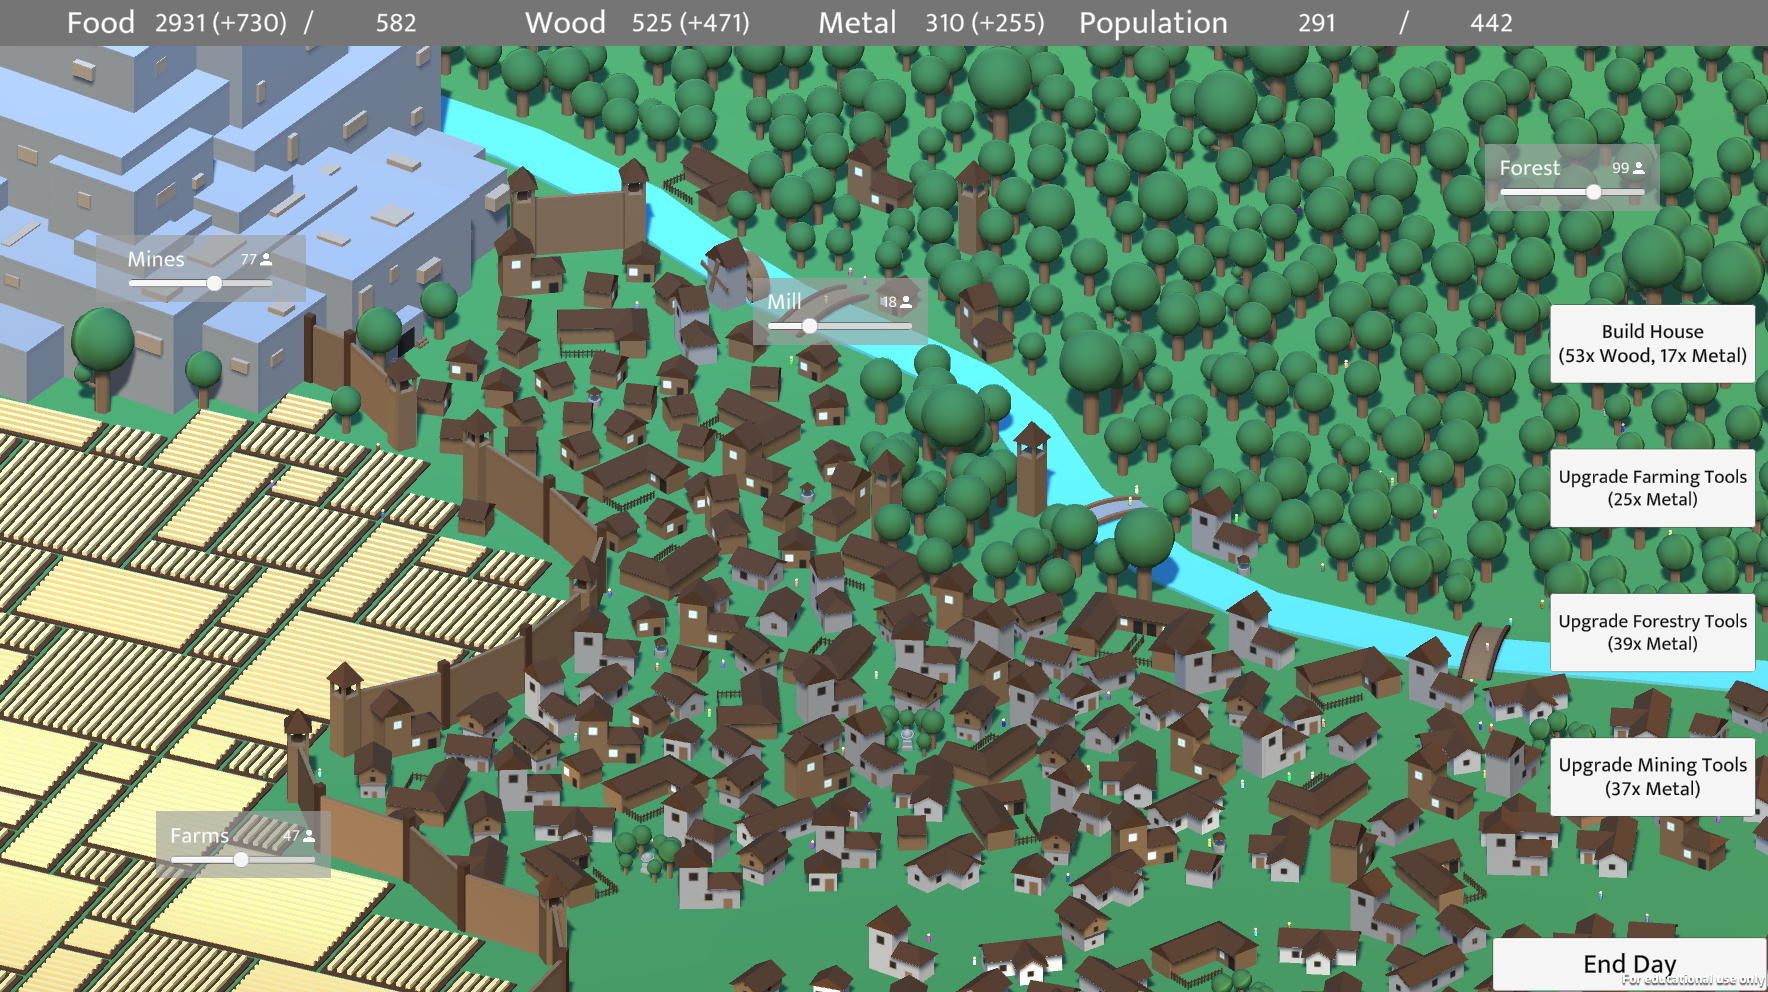 Food 2931 (+730) / 582 Wood 525 (+471) Metal 310 (+255) Population 291 / 442
Forest 99
Mines 77
Mill 18
Build House
(53x Wood, 17x Metal)
Upgrade Farming Tools
(25x Metal)
Upgrade Forestry Tools
(39x Metal)
Upgrade Mining Tools
(37x Metal)
Farms 47
End Day
For educational use only